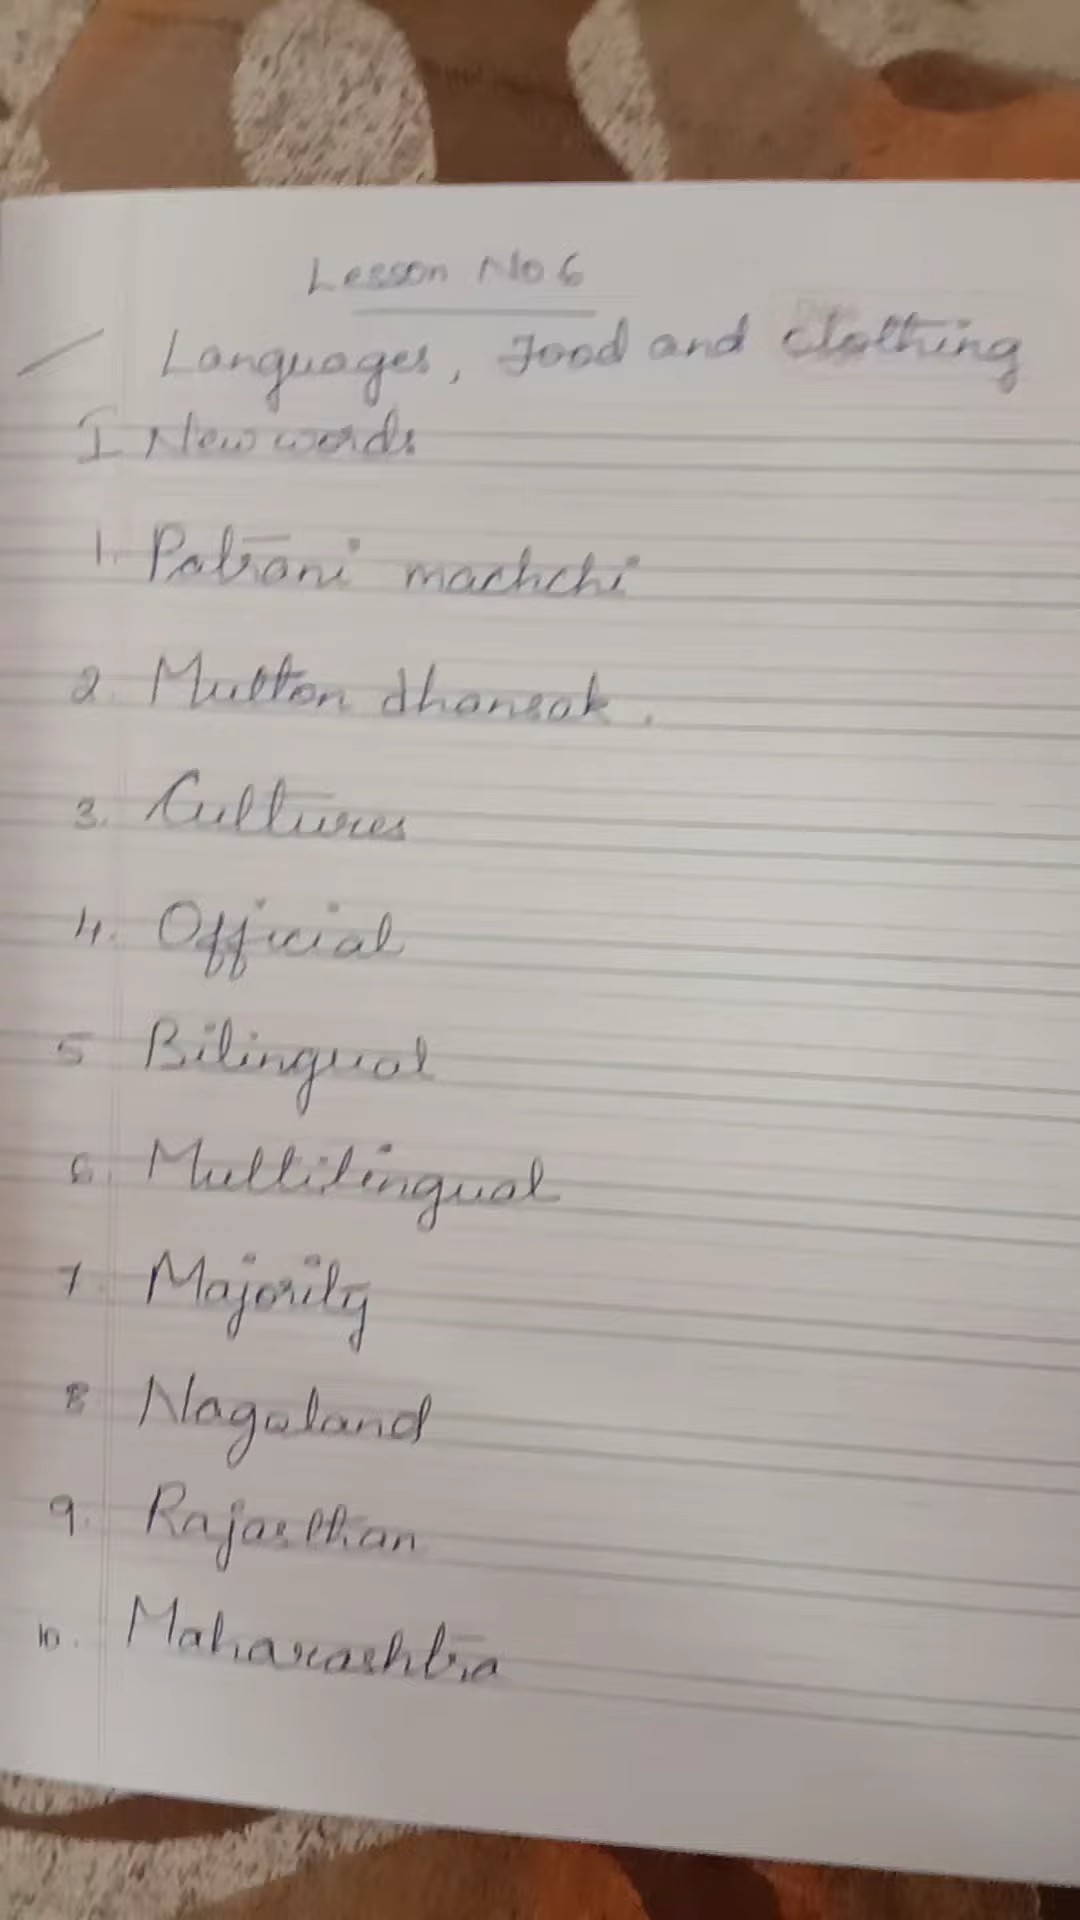 Lesson No 6
Languages, Food and clothing
I New words
1. Patrani machchi
2. Mutton dhansak.
3. Cultures
4. Official
5 Bilingual
6. Multilingual
7. Majority
8 Nagaland
9. Rajasthan
10. Maharashtra